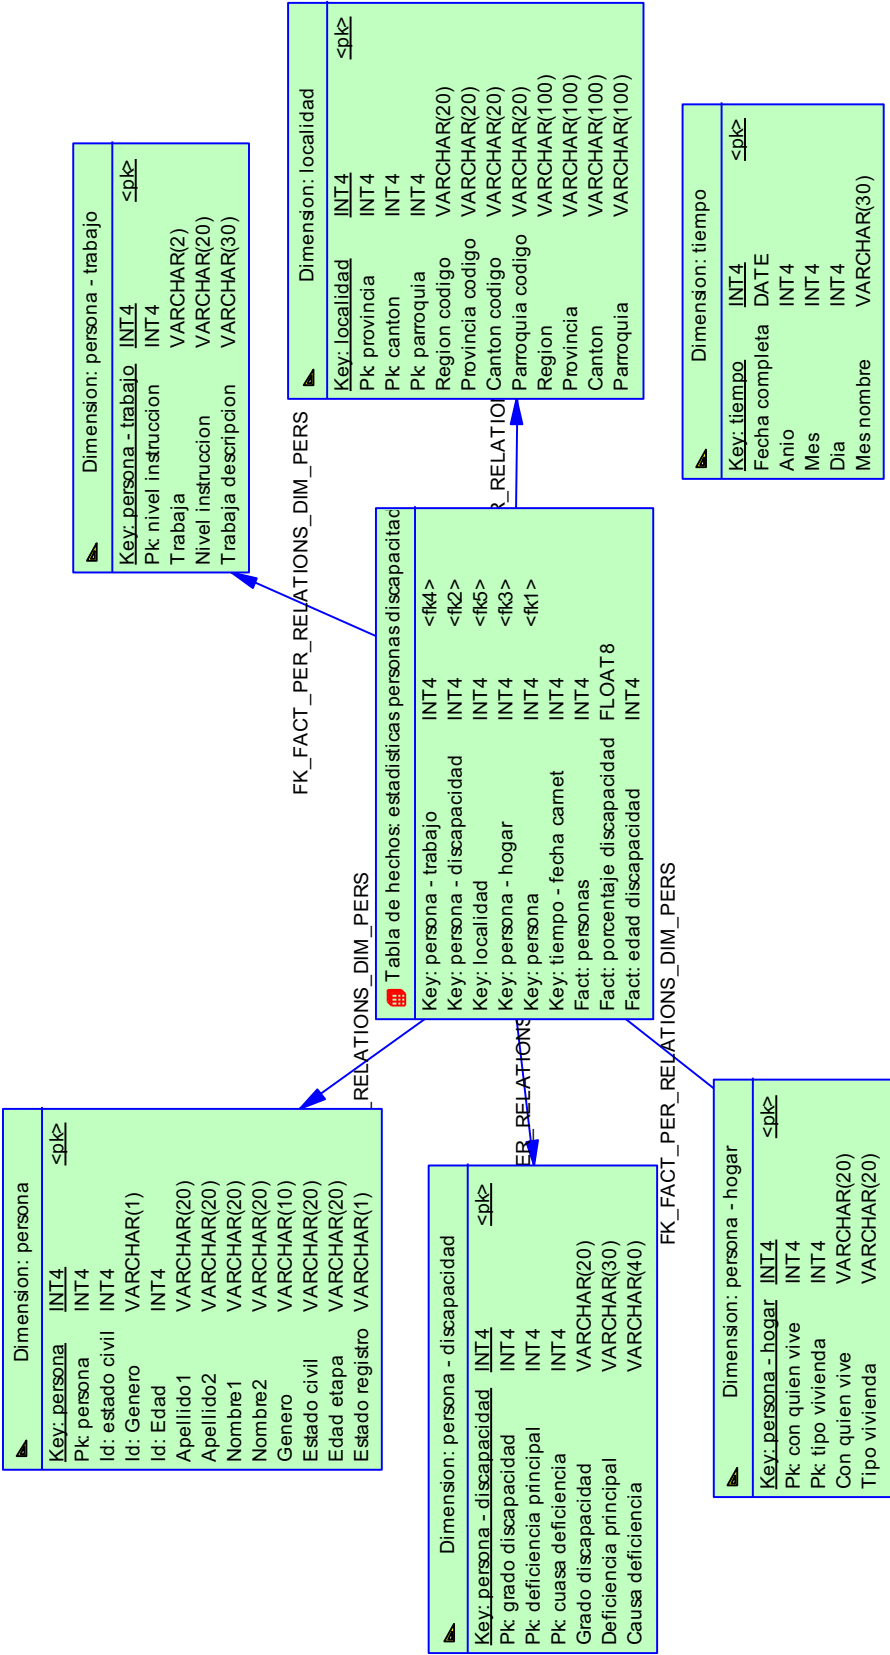 Dimension: persona
Key: persona INT4 <pk>
Pk: persona INT4
Id: estado civil INT4
Id: Genero VARCHAR(1)
Id: Edad INT4
Apellido1 VARCHAR(20)
Apellido2 VARCHAR(20)
Nombre1 VARCHAR(20)
Nombre2 VARCHAR(20)
Genero VARCHAR(10)
Estado civil VARCHAR(20)
Edad etapa VARCHAR(20)
Estado registro VARCHAR(1)
Dimension: persona - trabajo
Key: persona - trabajo INT4 <pk>
Pk: nivel instruccion INT4
Trabaja VARCHAR(2)
Nivel instruccion VARCHAR(20)
Trabaja descripcion VARCHAR(30)
_RELATIONS_DIM_PERS
FK_FACT_PER_RELATIONS_DIM_PERS
Dimension: localidad
Key: localidad INT4 <pk>
Pk: provincia INT4
Pk: canton INT4
Pk: parroquia INT4
Region codigo VARCHAR(20)
Provincia codigo VARCHAR(20)
Canton codigo VARCHAR(20)
Parroquia codigo VARCHAR(20)
Region VARCHAR(100)
Provincia VARCHAR(100)
Canton VARCHAR(100)
Parroquia VARCHAR(100)
Tabla de hechos: estadisticas personas discapacitad
Key: persona - trabajo INT4 <fk4>
Key: persona - discapacidad INT4 <fk2>
Key: localidad INT4 <fk5>
Key: persona - hogar INT4 <fk3>
Key: persona INT4 <fk1>
Key: tiempo - fecha carnet INT4
Fact: personas INT4
Fact: porcentaje discapacidad FLOAT8
Fact: edad discapacidad INT4
ER_RELATIONS
R_RELATIO
Dimension: persona - discapacidad
Key: persona - discapacidad INT4 <pk>
Pk: grado discapacidad INT4
Pk: deficiencia principal INT4
Pk: cuasa deficiencia INT4
Grado discapacidad VARCHAR(20)
Deficiencia principal VARCHAR(30)
Causa deficiencia VARCHAR(40)
FK_FACT_PER_RELATIONS_DIM_PERS
Dimension: persona - hogar
Key: persona - hogar INT4 <pk>
Pk: con quien vive INT4
Pk: tipo vivienda INT4
Con quien vive VARCHAR(20)
Tipo vivienda VARCHAR(20)
Dimension: tiempo
Key: tiempo INT4 <pk>
Fecha completa DATE
Anio INT4
Mes INT4
Dia INT4
Mes nombre VARCHAR(30)